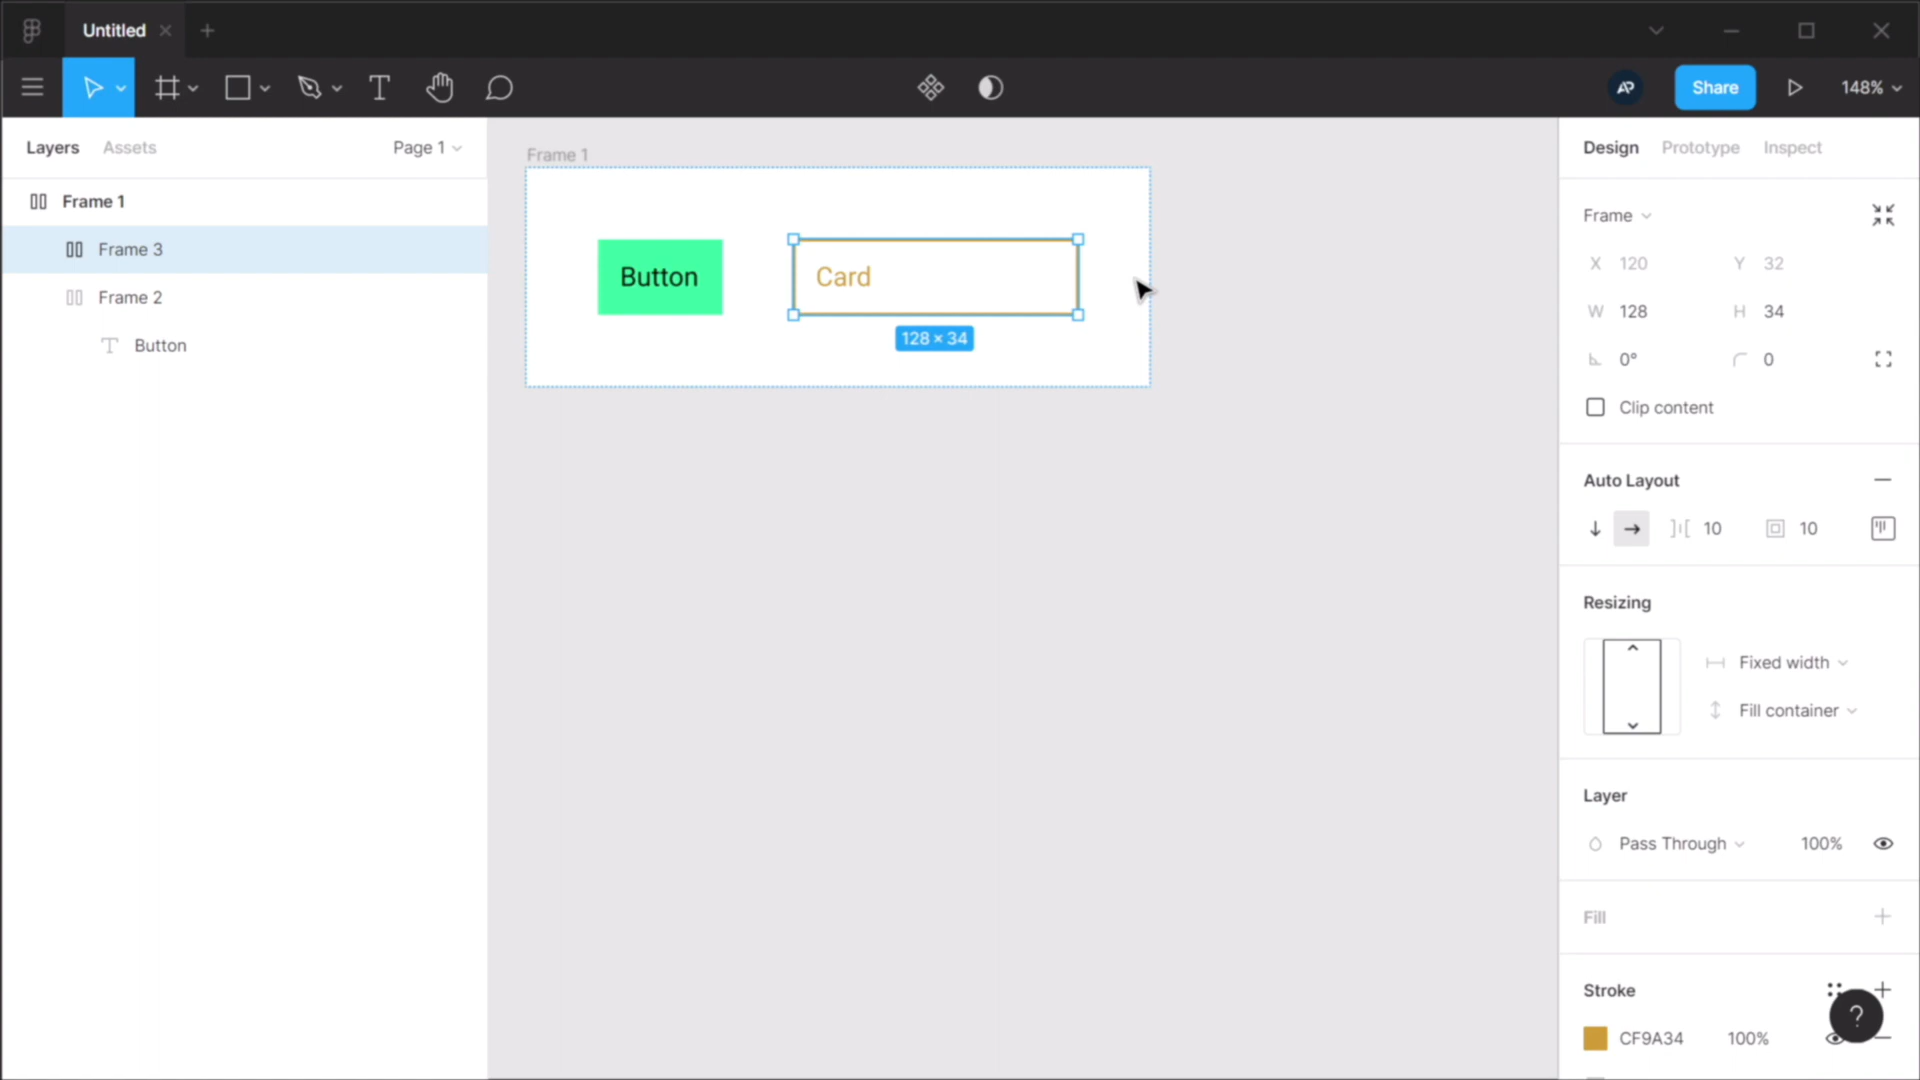 Untitled
AP
Share
148%
Layers
Assets
Page 1
Frame 1
Frame 3
Frame 2
T Button
Frame 1
Button
Card
128 × 34
Design
Prototype
Inspect
Frame
X 120
Y 32
W 128
H 34
0°
0
Clip content
Auto Layout
10
10
Resizing
Fixed width
Fill container
Layer
Pass Through
100%
Fill
Stroke
CF9A34
100%
?